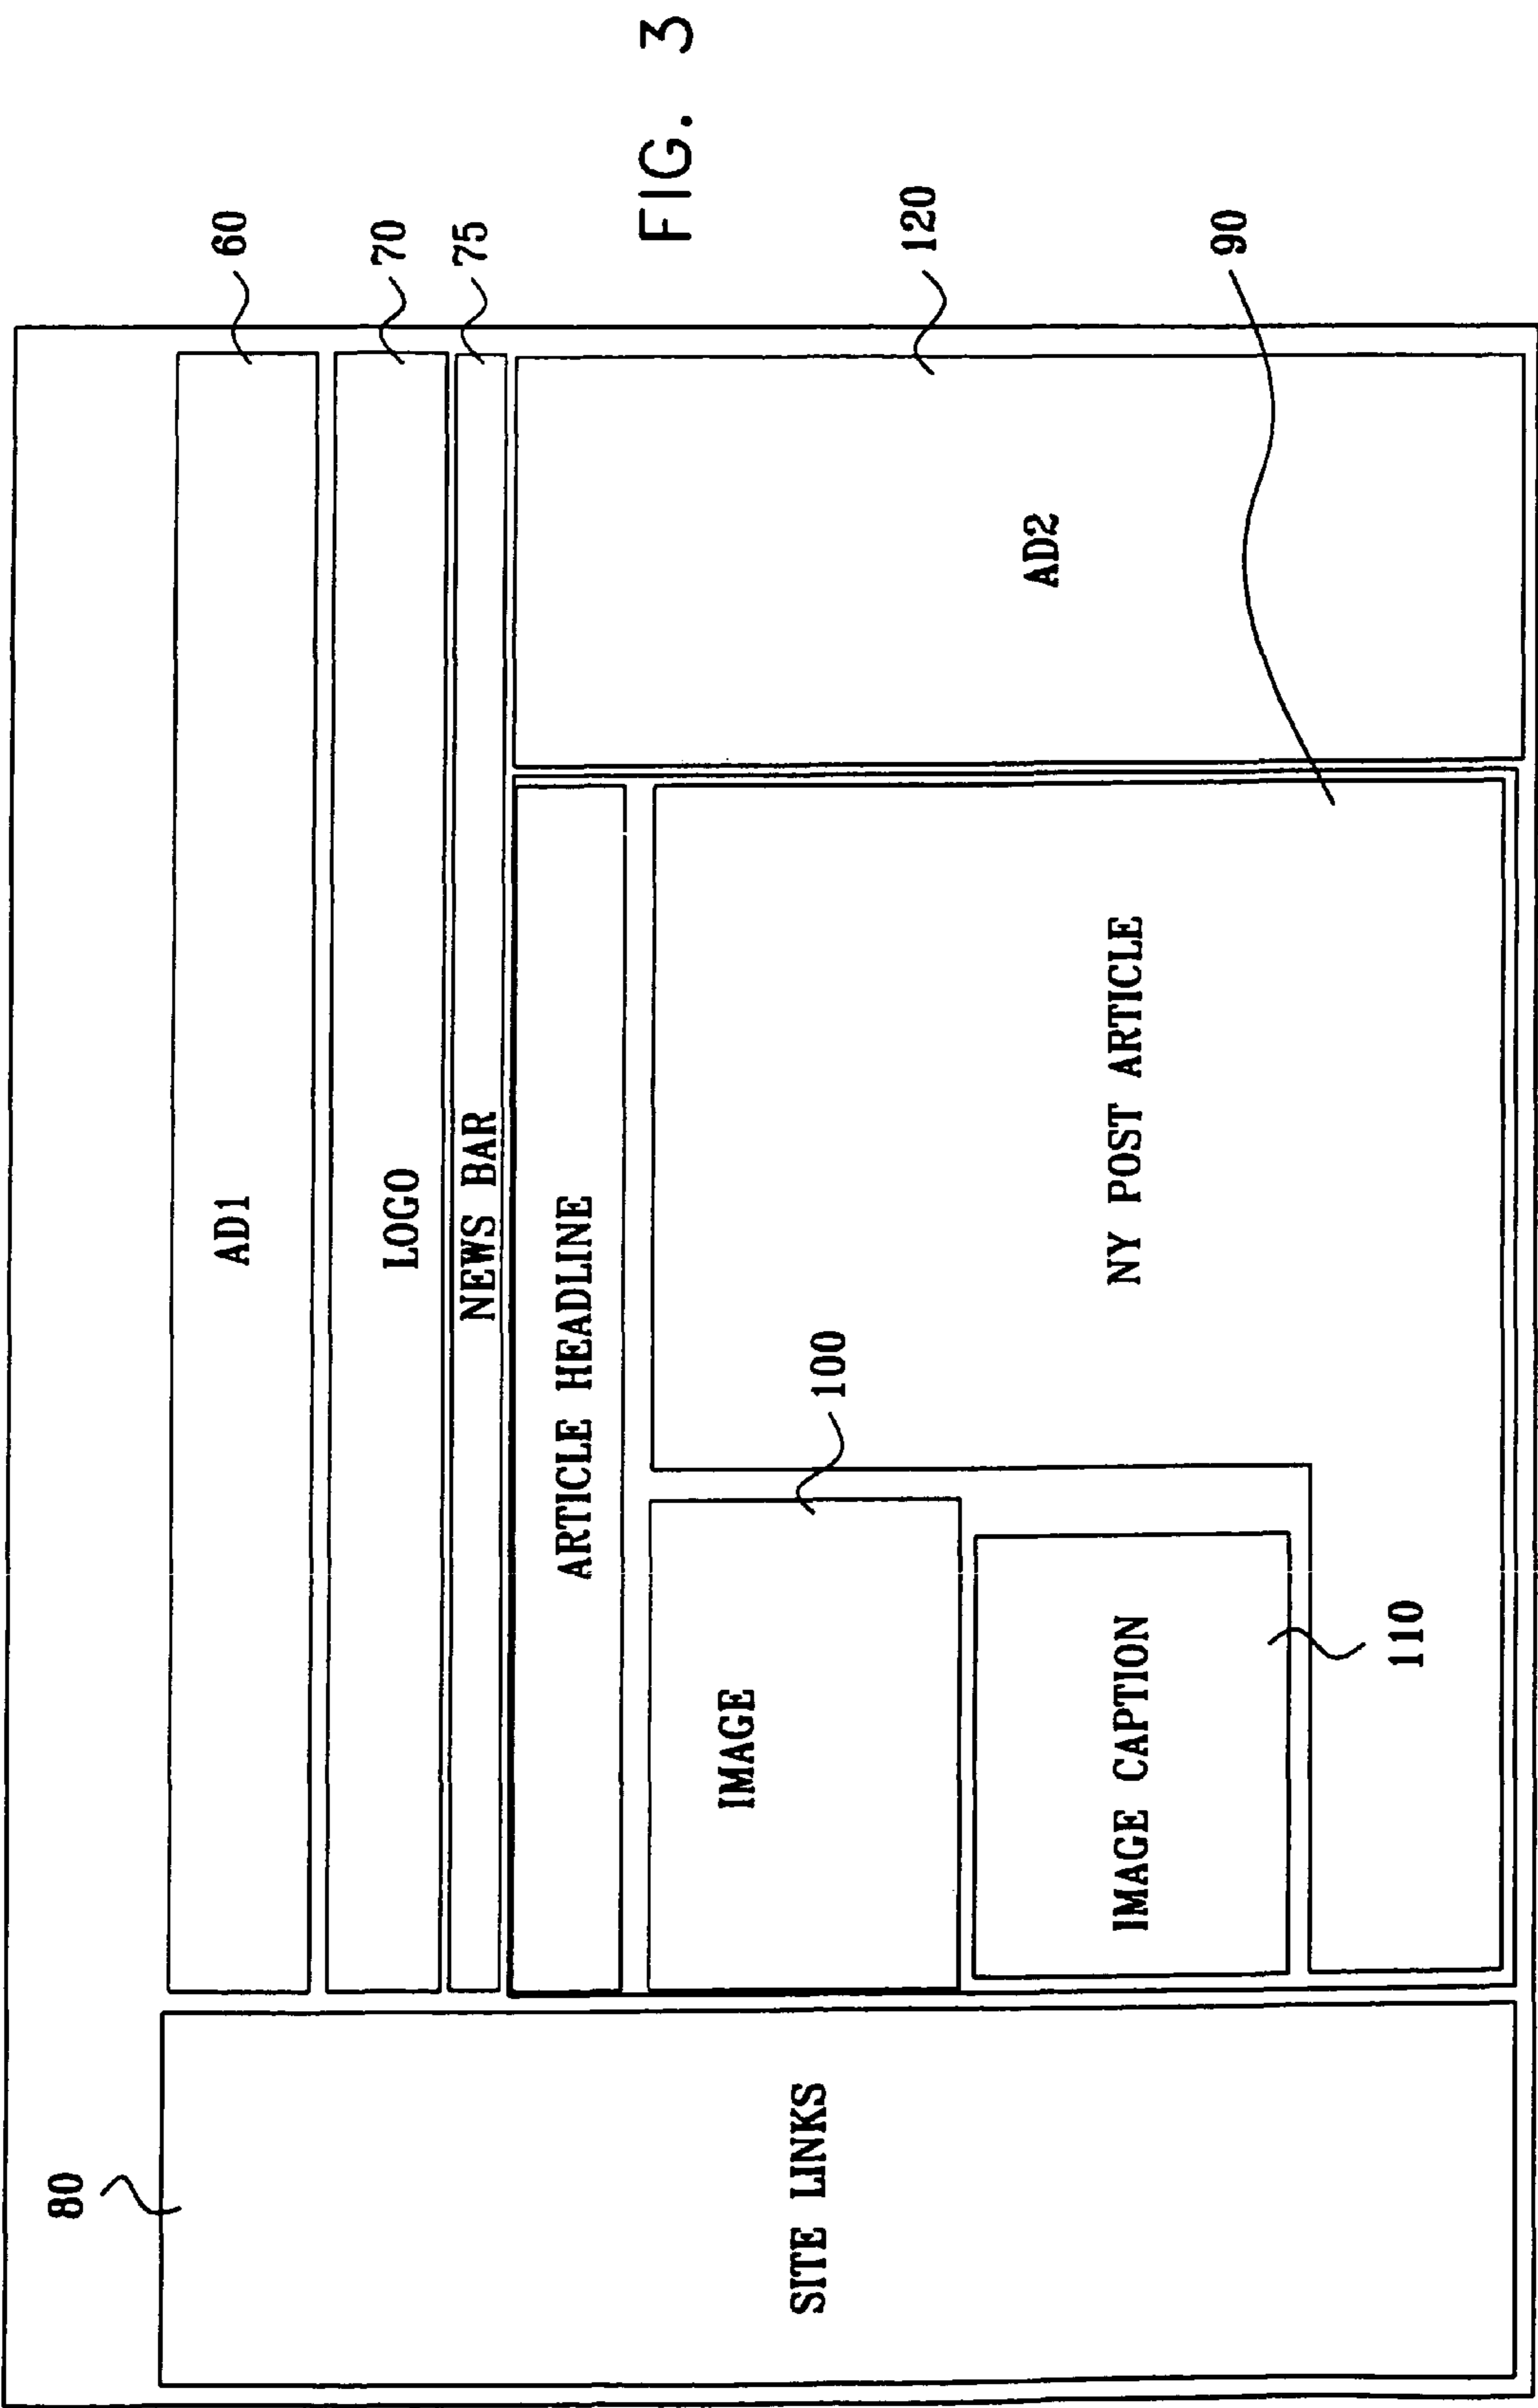 80
SITE LINKS
AD1
60
LOGO
70
NEWS BAR
75
ARTICLE HEADLINE
IMAGE
100
IMAGE CAPTION
110
NY POST ARTICLE
90
AD2
120
FIG. 3